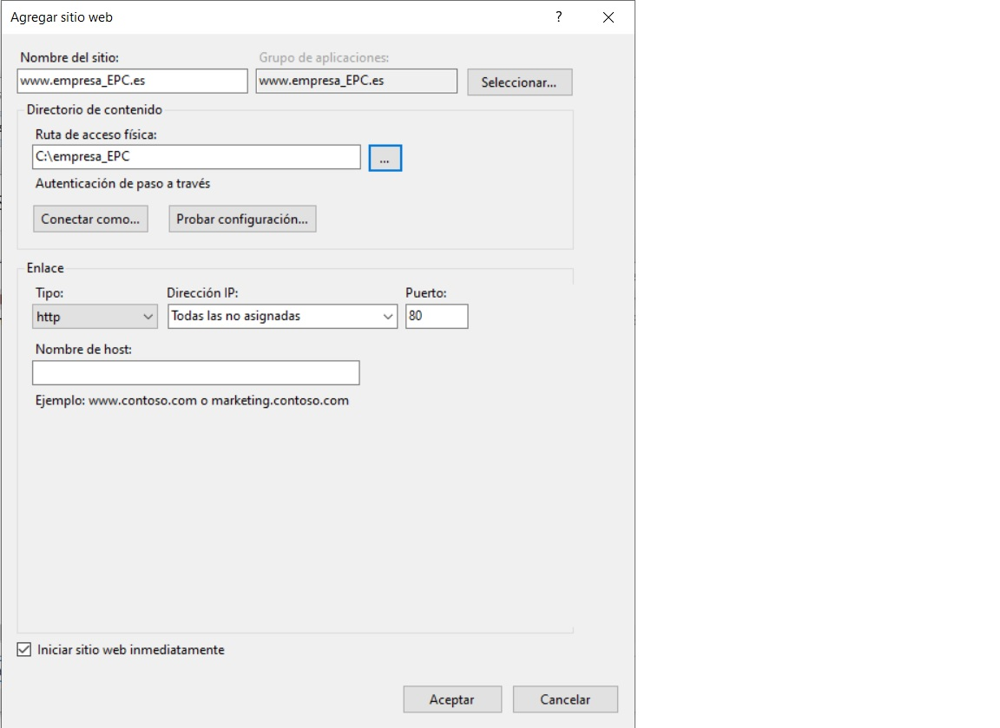 Agregar sitio web ?
Nombre del sitio: Grupo de aplicaciones:
www.empresa_EPC.es www.empresa_EPC.es Seleccionar...
Directorio de contenido
Ruta de acceso física:
C:\empresa_EPC ...
Autenticación de paso a través
Conectar como... Probar configuración...
Enlace
Tipo: Dirección IP: Puerto:
http Todas las no asignadas 80
Nombre de host:
Ejemplo: www.contoso.com o marketing.contoso.com
Iniciar sitio web inmediatamente
Aceptar Cancelar